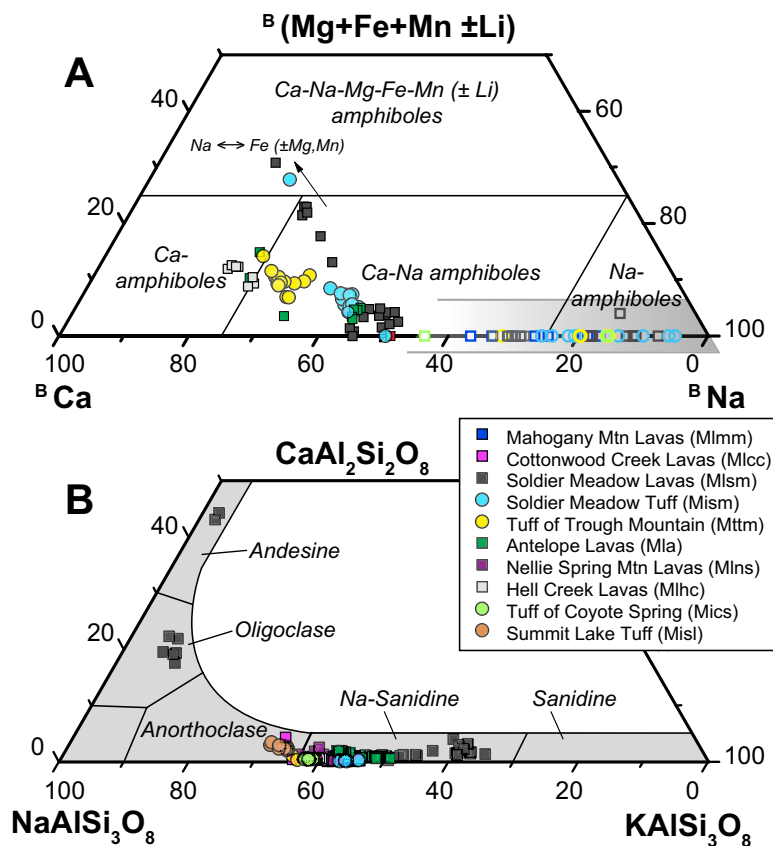 ᴮ (Mg+Fe+Mn ±Li)
A
Ca-Na-Mg-Fe-Mn (± Li)
amphiboles
40
60
Na ↔ Fe (±Mg,Mn)
20
80
Ca-
amphiboles
Ca-Na amphiboles
Na-
amphiboles
0
100
100
80
60
40
20
0
ᴮ Ca
ᴮ Na
CaAl₂Si₂O₈
B
40
Andesine
20
Oligoclase
Anorthoclase
Na-Sanidine
Sanidine
0
100
100
80
60
40
20
0
NaAlSi₃O₈
KAlSi₃O₈
Mahogany Mtn Lavas (Mlmm)
Cottonwood Creek Lavas (Mlcc)
Soldier Meadow Lavas (Mlsm)
Soldier Meadow Tuff (Mism)
Tuff of Trough Mountain (Mttm)
Antelope Lavas (Mla)
Nellie Spring Mtn Lavas (Mlns)
Hell Creek Lavas (Mlhc)
Tuff of Coyote Spring (Mics)
Summit Lake Tuff (Misl)